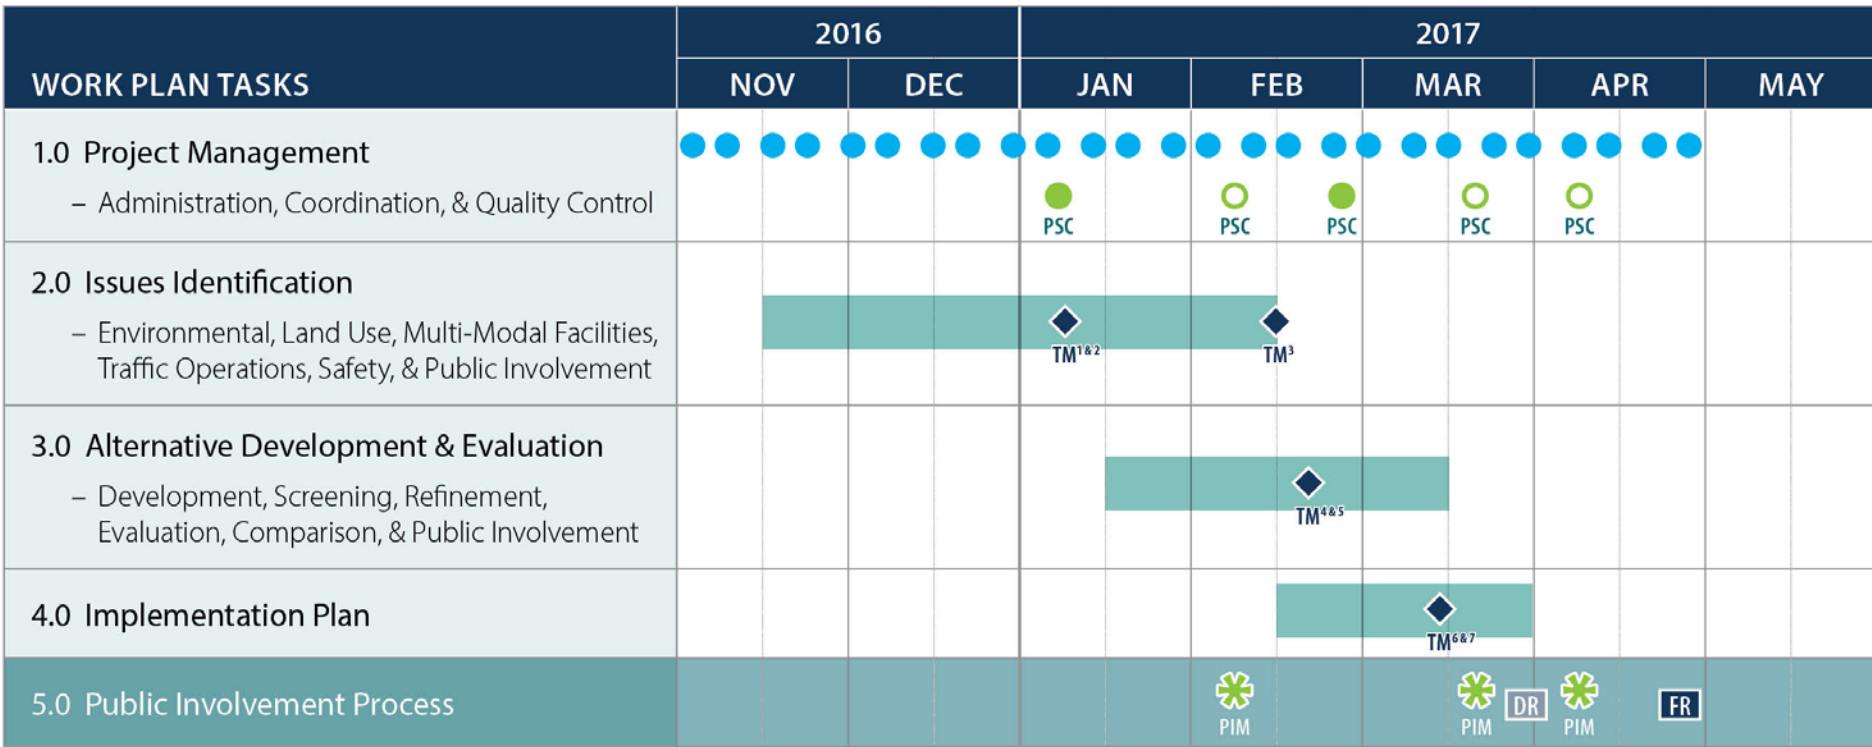 2016 2017
WORK PLAN TASKS NOV DEC JAN FEB MAR APR MAY
1.0 Project Management
– Administration, Coordination, & Quality Control
PSC PSC PSC PSC PSC
2.0 Issues Identification
– Environmental, Land Use, Multi-Modal Facilities,
Traffic Operations, Safety, & Public Involvement
TM1&2 TM3
3.0 Alternative Development & Evaluation
– Development, Screening, Refinement,
Evaluation, Comparison, & Public Involvement
TM4&5
4.0 Implementation Plan
TM6&7
5.0 Public Involvement Process
DR FR
PIM PIM PIM